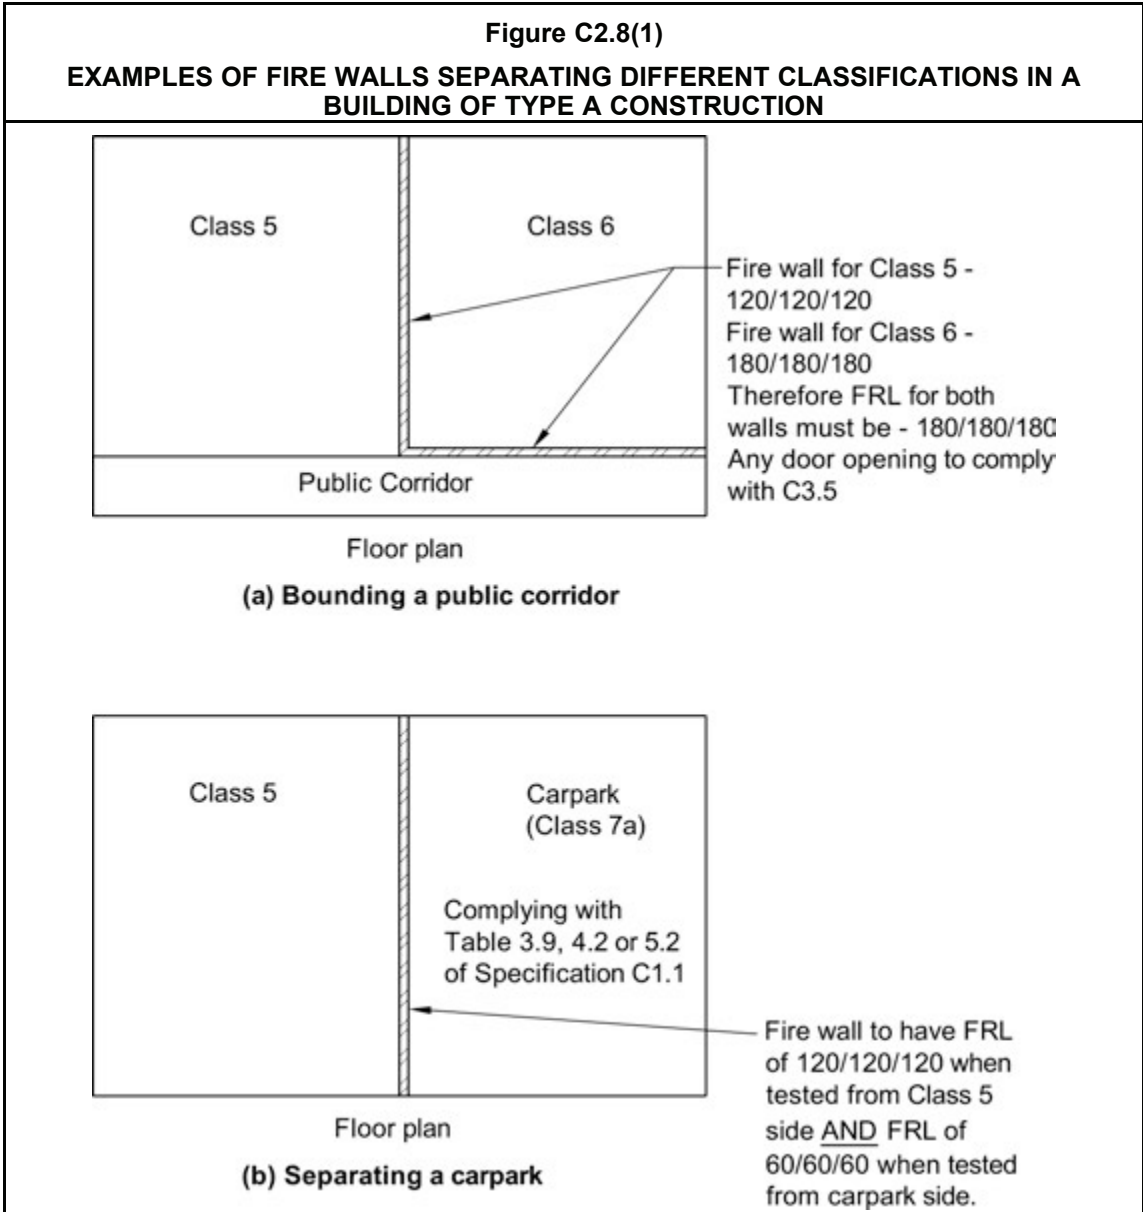 Figure C2.8(1)
EXAMPLES OF FIRE WALLS SEPARATING DIFFERENT CLASSIFICATIONS IN A
BUILDING OF TYPE A CONSTRUCTION
Class 5
Class 6
Fire wall for Class 5 -
120/120/120
Fire wall for Class 6 -
180/180/180
Therefore FRL for both
walls must be - 180/180/180
Any door opening to comply
with C3.5
Public Corridor
Floor plan
(a) Bounding a public corridor
Class 5
Carpark
(Class 7a)
Complying with
Table 3.9, 4.2 or 5.2
of Specification C1.1
Fire wall to have FRL
of 120/120/120 when
tested from Class 5
side AND FRL of
60/60/60 when tested
from carpark side.
Floor plan
(b) Separating a carpark